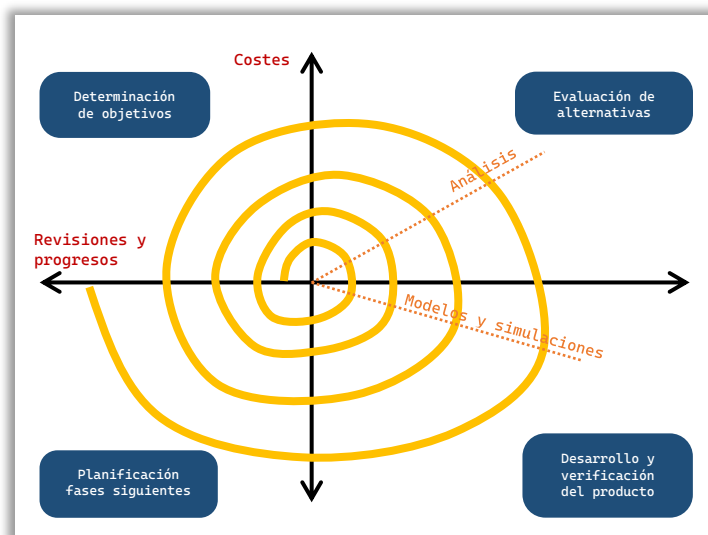 Costes
Determinación
de objetivos
Evaluación de
alternativas
Análisis
Revisiones y
progresos
Modelos y simulaciones
Planificación
fases siguientes
Desarrollo y
verificación
del producto